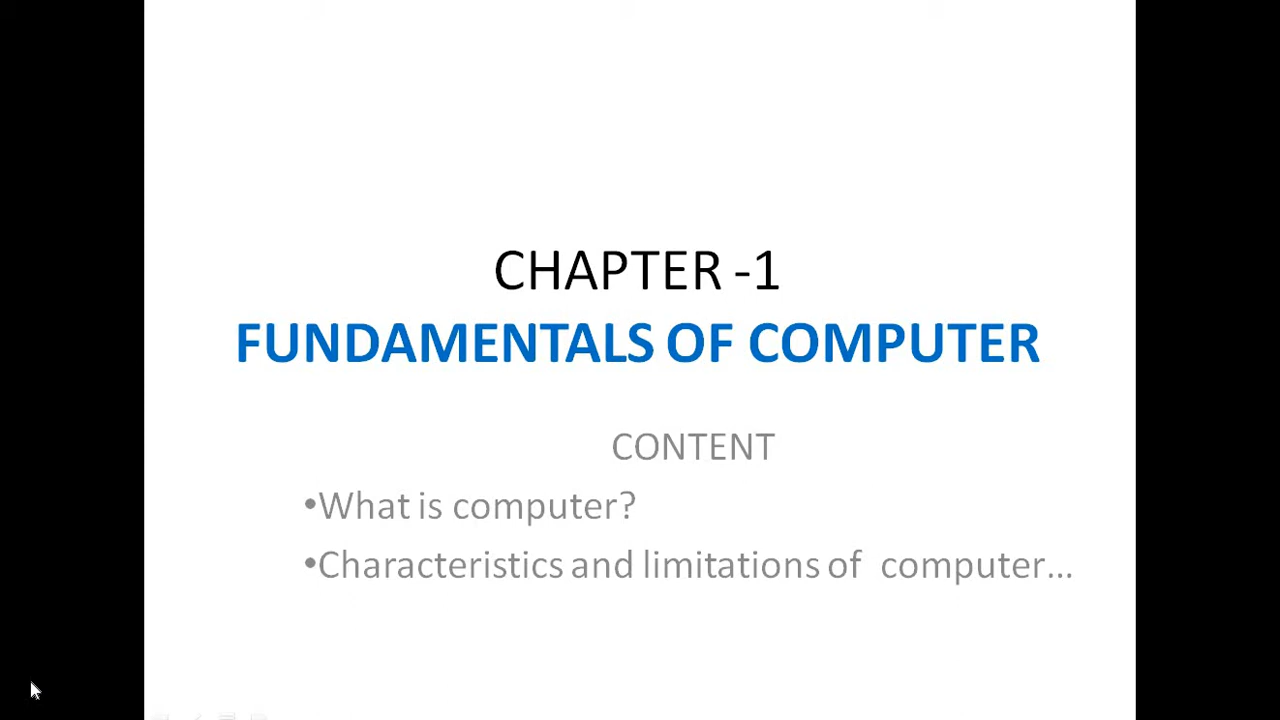 CHAPTER -1
FUNDAMENTALS OF COMPUTER
CONTENT
•What is computer?
•Characteristics and limitations of  computer…